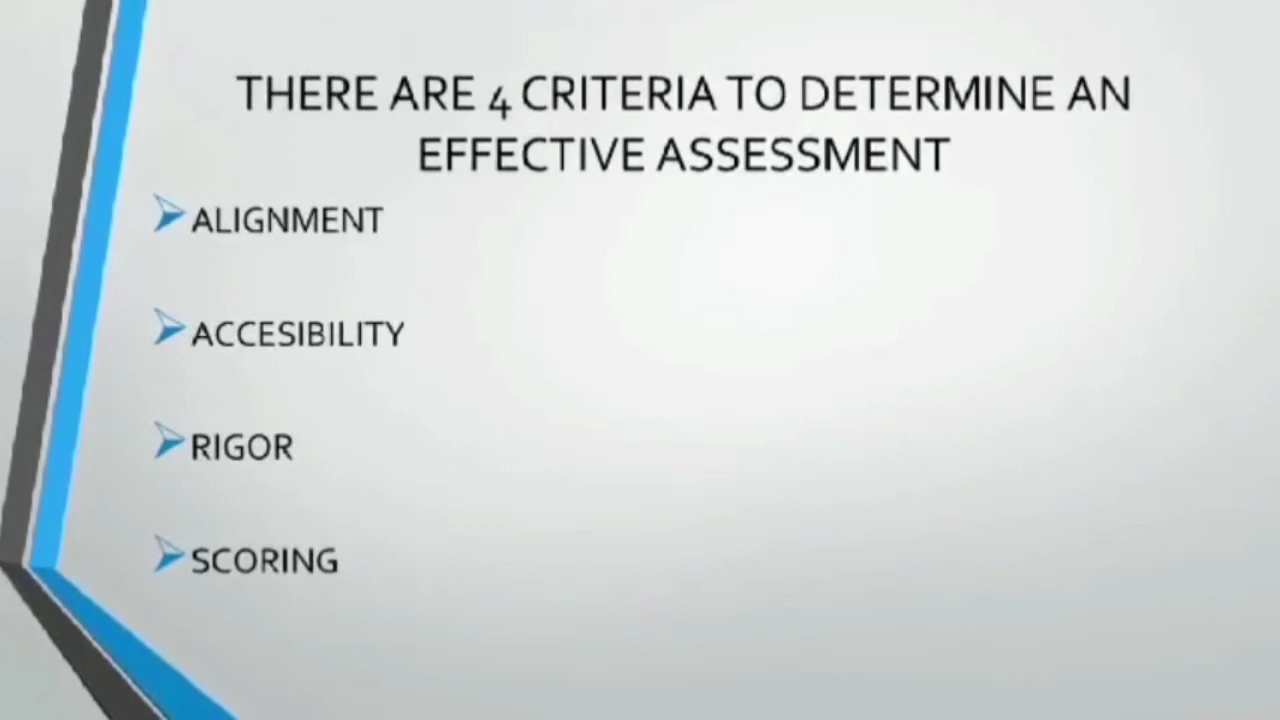 THERE ARE 4 CRITERIA TO DETERMINE AN
EFFECTIVE ASSESSMENT
ALIGNMENT
ACCESIBILITY
RIGOR
SCORING